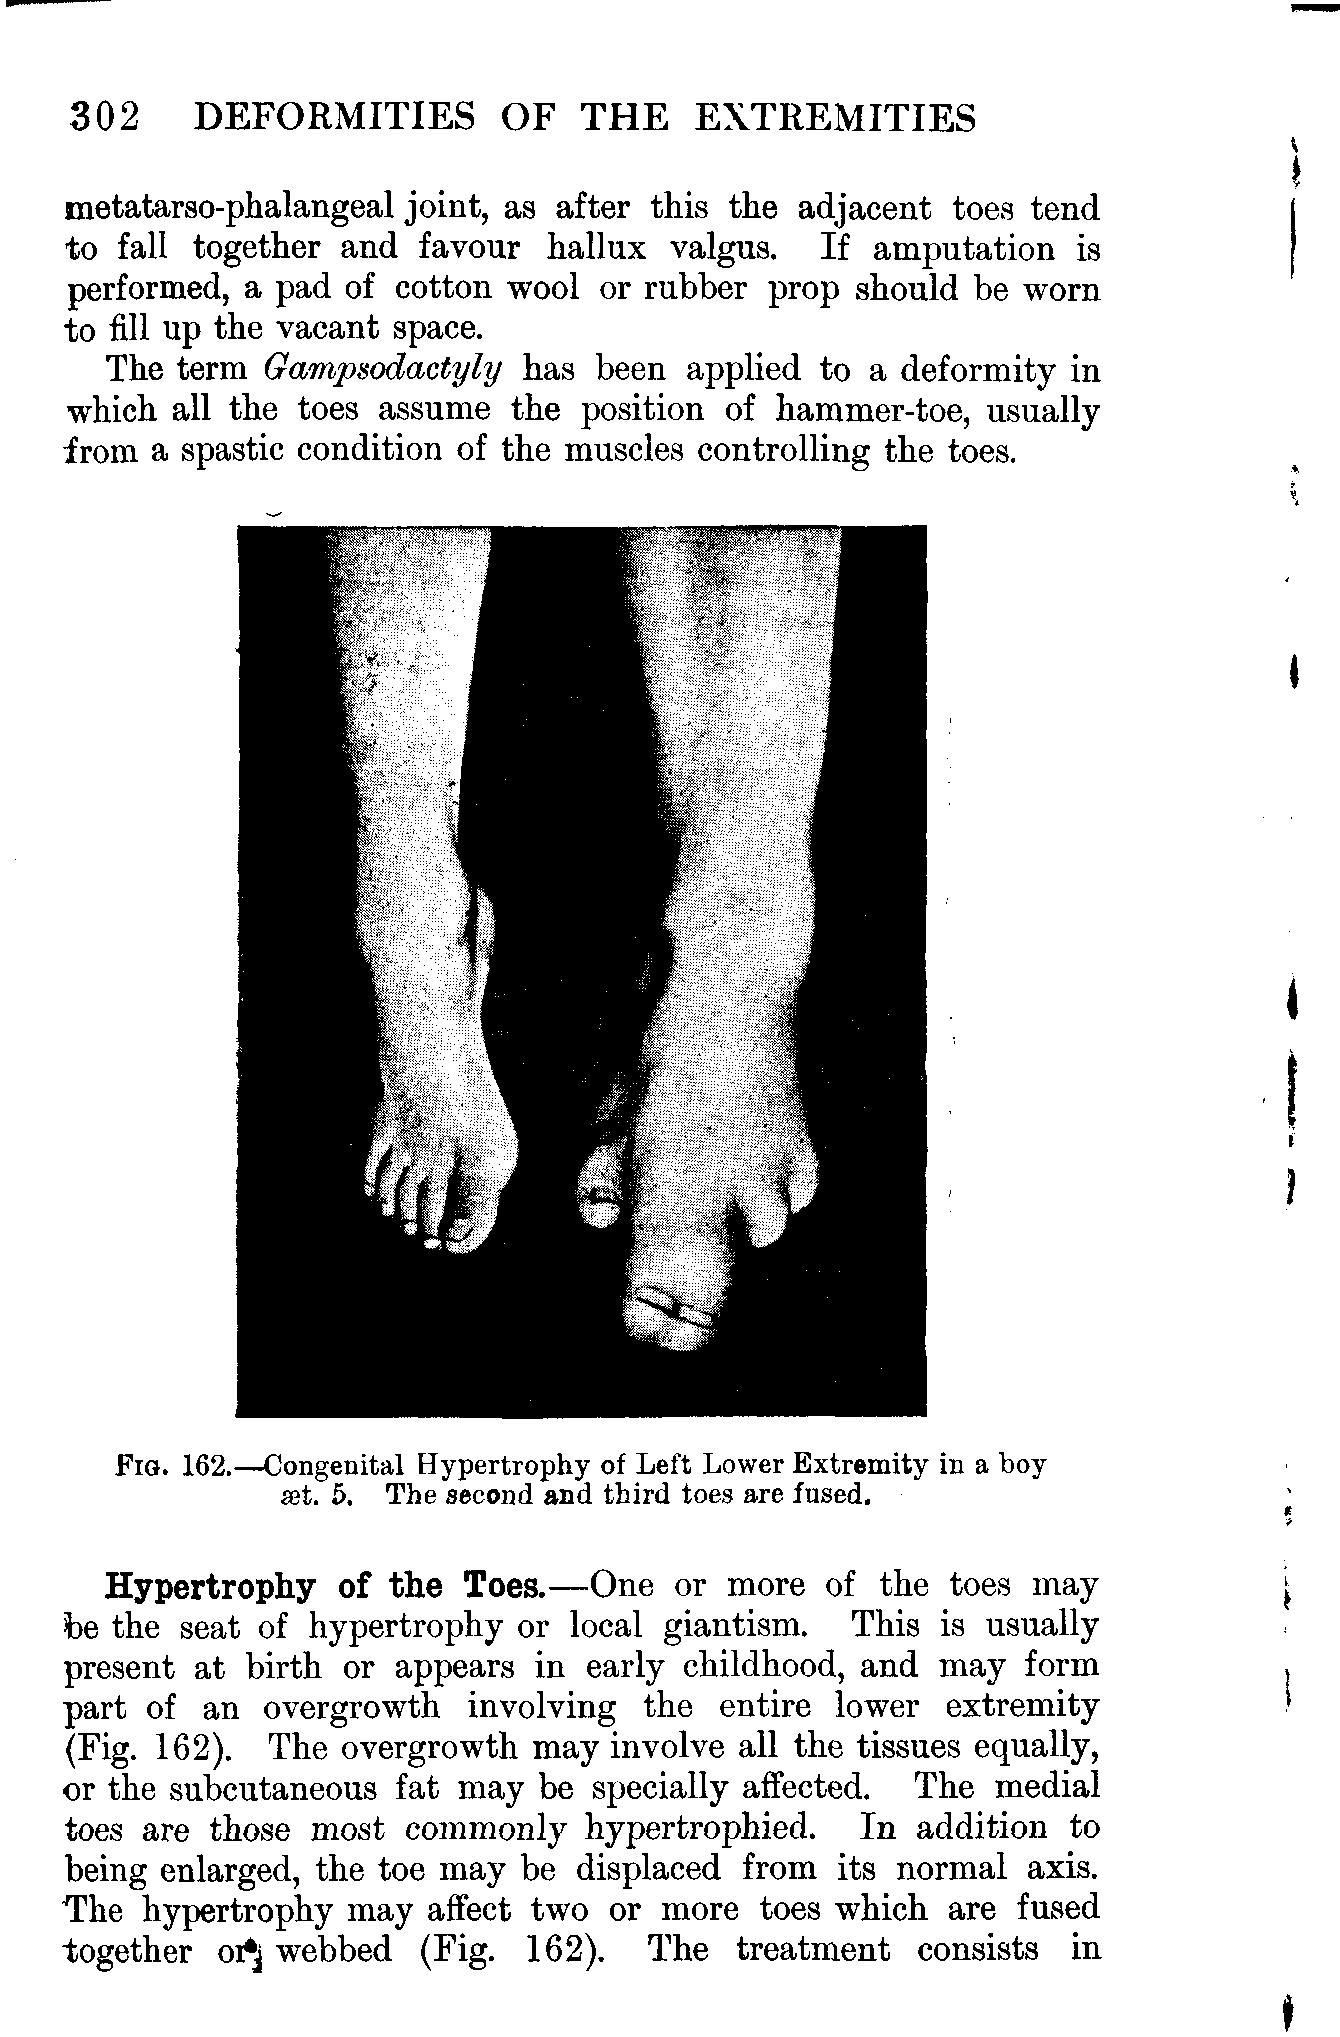 302 DEFORMITIES OF THE EXTREMITIES
metatarso-phalangeal joint, as after this the adjacent toes tend
to fall together and favour hallux valgus. If amputation is
performed, a pad of cotton wool or rubber prop should be worn
to fill up the vacant space.
The term Gampsodactyly has been applied to a deformity in
which all the toes assume the position of hammer-toe, usually
from a spastic condition of the muscles controlling the toes.
FIG. 162.—Congenital Hypertrophy of Left Lower Extremity in a boy
æt. 5. The second and third toes are fused.
Hypertrophy of the Toes.—One or more of the toes may
be the seat of hypertrophy or local giantism. This is usually
present at birth or appears in early childhood, and may form
part of an overgrowth involving the entire lower extremity
(Fig. 162). The overgrowth may involve all the tissues equally,
or the subcutaneous fat may be specially affected. The medial
toes are those most commonly hypertrophied. In addition to
being enlarged, the toe may be displaced from its normal axis.
The hypertrophy may affect two or more toes which are fused
together or webbed (Fig. 162). The treatment consists in